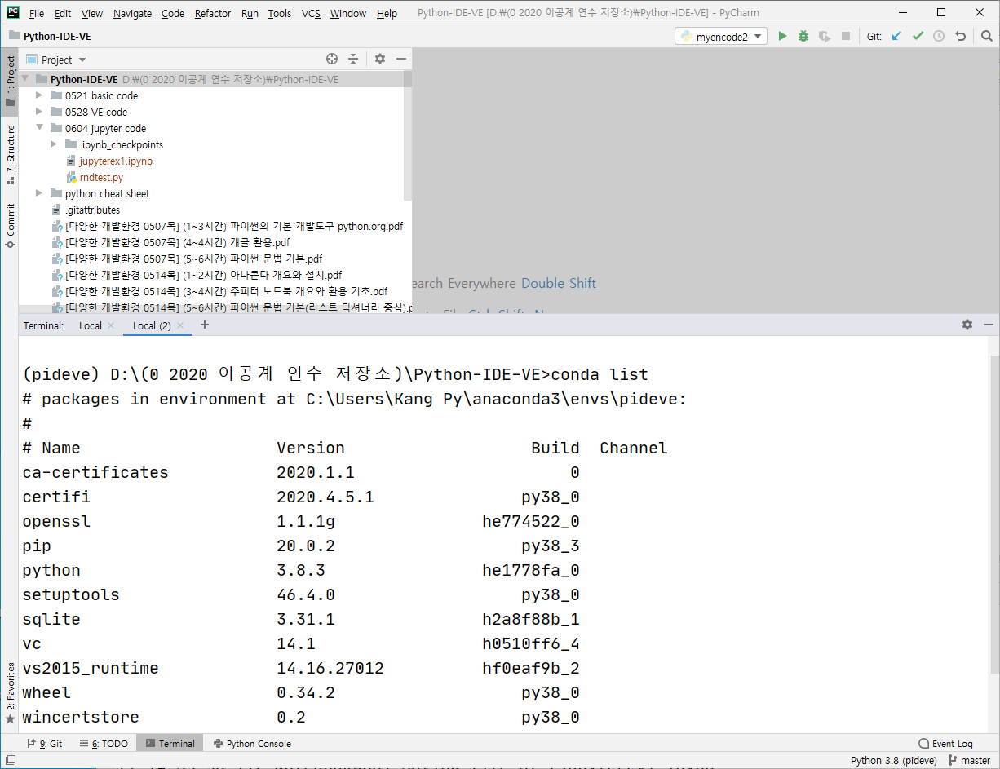 PC File Edit View Navigate Code Refactor Run Tools VCS Window Help Python-IDE-VE [D:₩(0 2020 이공계 연수 저장소)₩Python-IDE-VE] - PyCharm
Python-IDE-VE myencode2 Git:
1: Project
Project
Python-IDE-VE D:₩(0 2020 이공계 연수 저장소)₩Python-IDE-VE
0521 basic code
0528 VE code
0604 jupyter code
.ipynb_checkpoints
jupyterex1.ipynb
rndtest.py
python cheat sheet
.gitattributes
[다양한 개발환경 0507목] (1~3시간) 파이썬의 기본 개발도구 python.org.pdf
[다양한 개발환경 0507목] (4~4시간) 캐글 활용.pdf
[다양한 개발환경 0507목] (5~6시간) 파이썬 문법 기본.pdf
[다양한 개발환경 0514목] (1~2시간) 아나콘다 개요와 설치.pdf
[다양한 개발환경 0514목] (3~4시간) 주피터 노트북 개요와 활용 기초.pdf
[다양한 개발환경 0514목] (5~6시간) 파이썬 문법 기본(리스트 딕셔너리 중심).p
7: Structure
Commit
2: Favorites
earch Everywhere Double Shift
Terminal: Local × Local (2) × +
(pideve) D:\(0 2020 이공계 연수 저장소)\Python-IDE-VE>conda list
# packages in environment at C:\Users\Kang Py\anaconda3\envs\pideve:
#
# Name Version Build Channel
ca-certificates 2020.1.1 0
certifi 2020.4.5.1 py38_0
openssl 1.1.1g he774522_0
pip 20.0.2 py38_3
python 3.8.3 he1778fa_0
setuptools 46.4.0 py38_0
sqlite 3.31.1 h2a8f88b_1
vc 14.1 h0510ff6_4
vs2015_runtime 14.16.27012 hf0eaf9b_2
wheel 0.34.2 py38_0
wincertstore 0.2 py38_0
9: Git 6: TODO Terminal Python Console Event Log
Python 3.8 (pideve) master